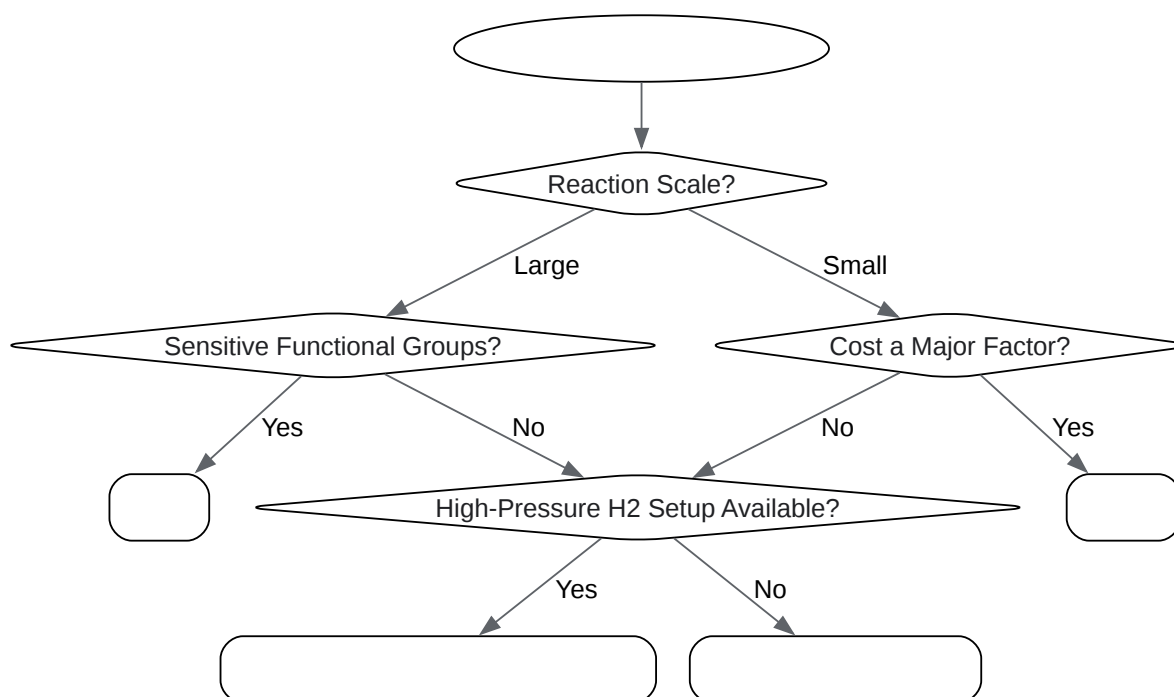 Reaction Scale?
Large
Small
Sensitive Functional Groups?
Cost a Major Factor?
Yes
No
No
Yes
High-Pressure H2 Setup Available?
Yes
No